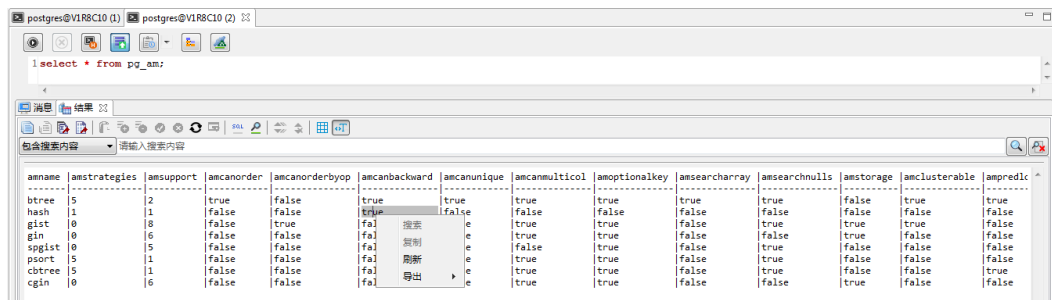 postgres@V1R8C10 (1) postgres@V1R8C10 (2)
1 select * from pg_am;
消息 结果
包含搜索内容 请输入搜索内容
amname |amstrategies |amsupport |amcanorder |amcanorderbyop |amcanbackward |amcanunique |amcanmulticol |amoptionalkey |amsearcharray |amsearchnulls |amstorage |amclusterable |ampredlc
btree |5 |2 |true |false |true |true |true |true |true |true |false |true |true
hash |1 |1 |false |false |true |false |false |false |false |false |false |false |false
gist |0 |8 |false |true |fal 搜索 e |true |true |false |true |true |true |false
gin |0 |6 |false |false |fal e |true |true |false |false |true |false |false
spgist |0 |5 |false |false |fal 复制 e |false |true |false |true |false |false |false
psort |5 |1 |false |false |fal 刷新 e |true |true |false |true |false |false |false
cbtree |5 |1 |false |false |fal 导出 e |true |true |false |true |false |false |true
cgin |0 |6 |false |false |fal e |true |true |false |false |true |false |false